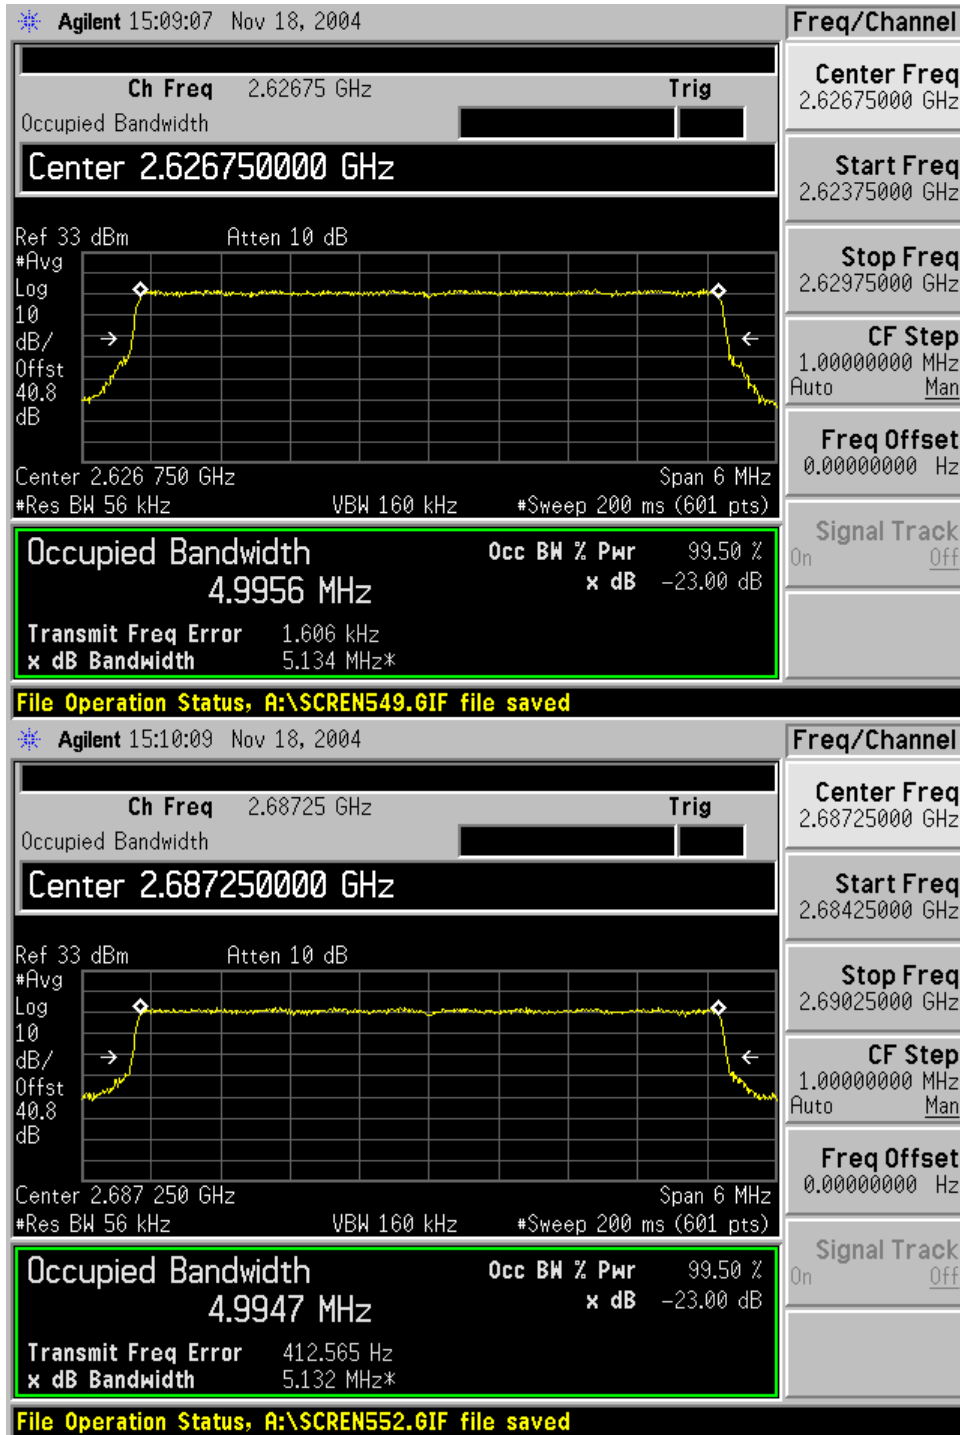 Agilent 15:09:07 Nov 18, 2004
Freq/Channel
Ch Freq 2.62675 GHz Trig
Occupied Bandwidth
Center 2.626750000 GHz
Ref 33 dBm Atten 10 dB
#Avg
Log
10
dB/
Offst
40.8
dB
Center 2.626 750 GHz Span 6 MHz
#Res BW 56 kHz VBW 160 kHz #Sweep 200 ms (601 pts)
Occupied Bandwidth Occ BW % Pwr 99.50 %
4.9956 MHz x dB -23.00 dB
Transmit Freq Error 1.606 kHz
x dB Bandwidth 5.134 MHz*
File Operation Status, A:\SCREN549.GIF file saved
Center Freq
2.62675000 GHz
Start Freq
2.62375000 GHz
Stop Freq
2.62975000 GHz
CF Step
1.00000000 MHz
Auto Man
Freq Offset
0.00000000 Hz
Signal Track
On Off
Agilent 15:10:09 Nov 18, 2004
Freq/Channel
Ch Freq 2.68725 GHz Trig
Occupied Bandwidth
Center 2.687250000 GHz
Ref 33 dBm Atten 10 dB
#Avg
Log
10
dB/
Offst
40.8
dB
Center 2.687 250 GHz Span 6 MHz
#Res BW 56 kHz VBW 160 kHz #Sweep 200 ms (601 pts)
Occupied Bandwidth Occ BW % Pwr 99.50 %
4.9947 MHz x dB -23.00 dB
Transmit Freq Error 412.565 Hz
x dB Bandwidth 5.132 MHz*
File Operation Status, A:\SCREN552.GIF file saved
Center Freq
2.68725000 GHz
Start Freq
2.68425000 GHz
Stop Freq
2.69025000 GHz
CF Step
1.00000000 MHz
Auto Man
Freq Offset
0.00000000 Hz
Signal Track
On Off